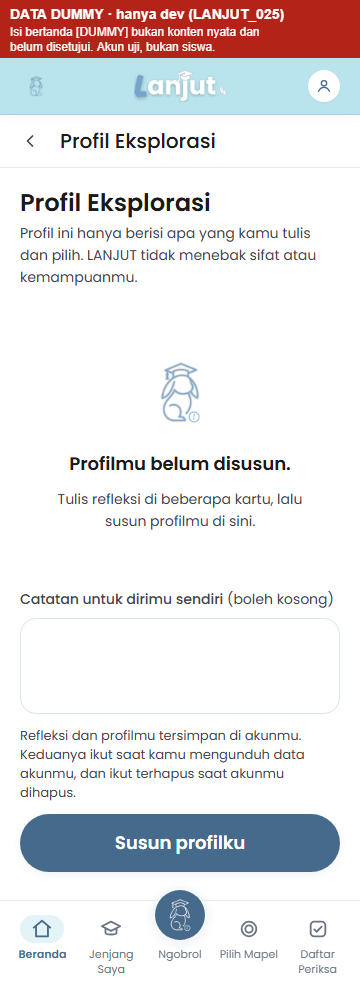 DATA DUMMY · hanya dev (LANJUT_025)
Isi bertanda [DUMMY] bukan konten nyata dan
belum disetujui. Akun uji, bukan siswa.
Lanjut
Profil Eksplorasi
Profil Eksplorasi
Profil ini hanya berisi apa yang kamu tulis
dan pilih. LANJUT tidak menebak sifat atau
kemampuanmu.
Profilmu belum disusun.
Tulis refleksi di beberapa kartu, lalu
susun profilmu di sini.
Catatan untuk dirimu sendiri (boleh kosong)
Refleksi dan profilmu tersimpan di akunmu.
Keduanya ikut saat kamu mengunduh data
akunmu, dan ikut terhapus saat akunmu
dihapus.
Susun profilku
Beranda
Jenjang
Saya
Ngobrol
Pilih Mapel
Daftar
Periksa